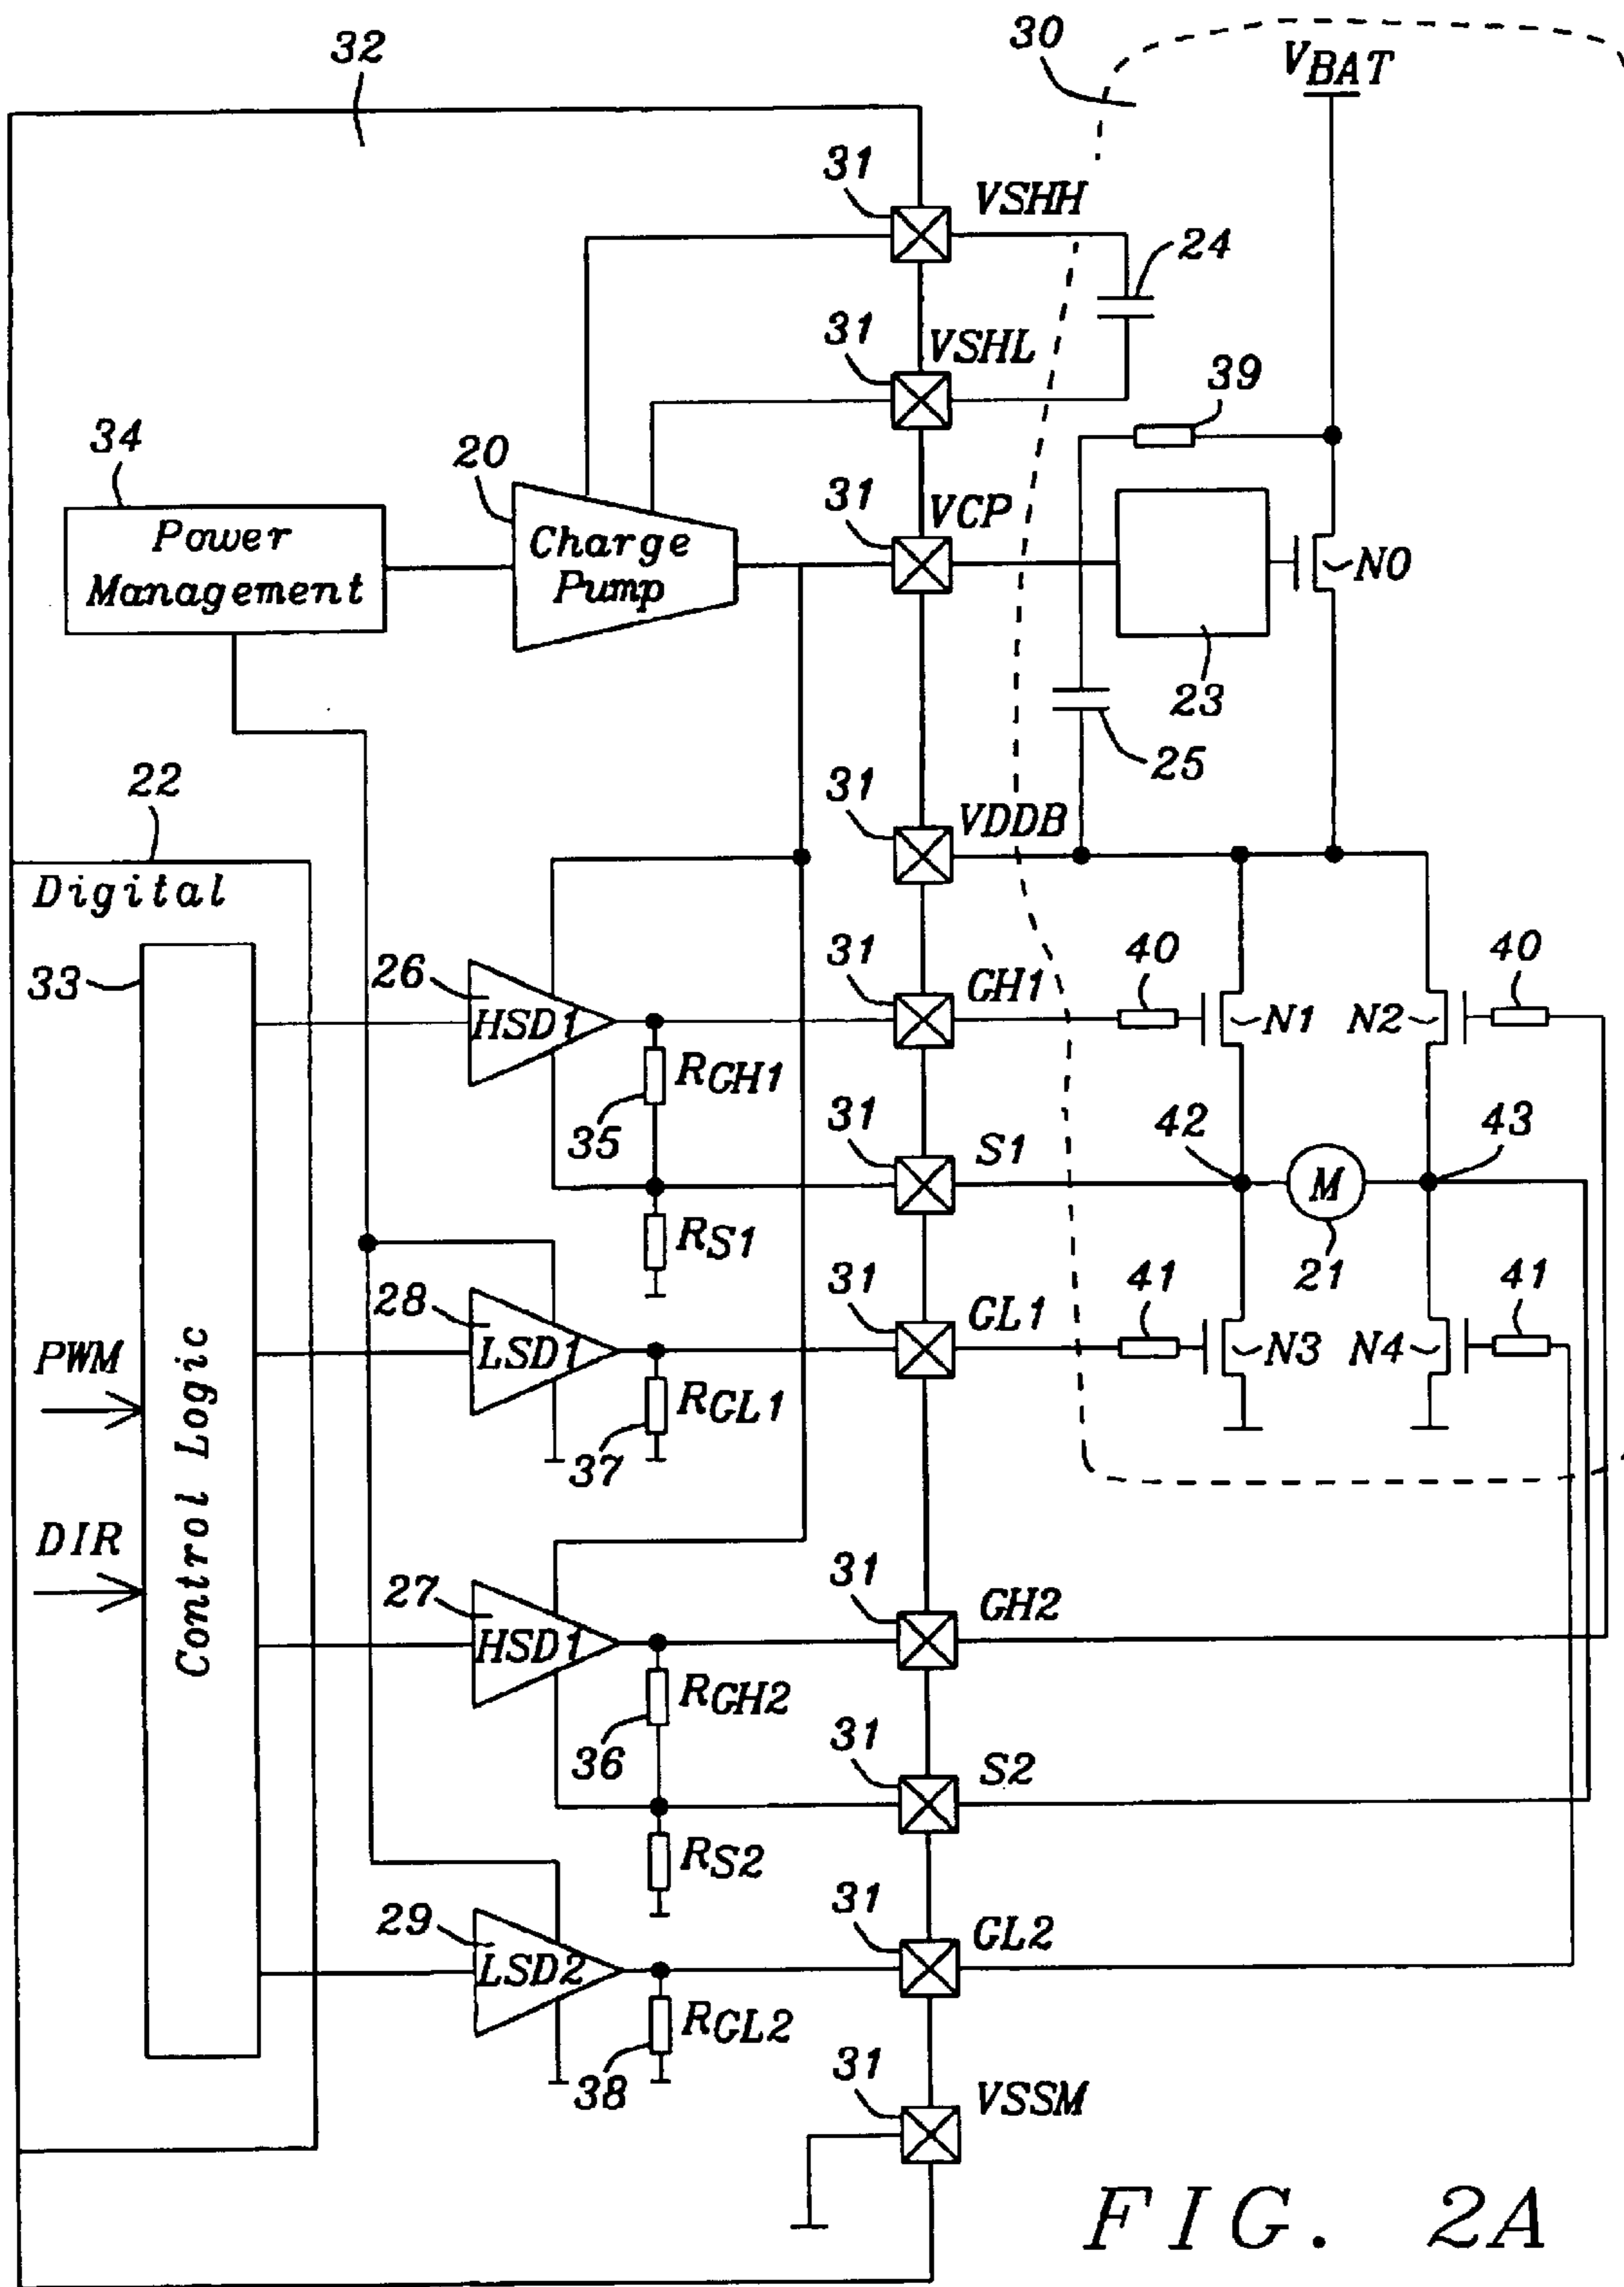 32
30
VBAT
31
VSHH
24
31
VSHL
39
34
20
31
VCP
Power
Management
Charge
Pump
N0
23
25
22
31
VDDB
Digital
33
26
HSD1
31
GH1
40
40
N1
N2
RGH1
35
31
S1
42
43
M
21
RS1
28
LSD1
31
GL1
41
41
N3
N4
PWM
RGL1
37
Control Logic
DIR
27
HSD1
31
GH2
RGH2
36
31
S2
RS2
29
LSD2
31
GL2
RGL2
38
31
VSSM
FIG. 2A